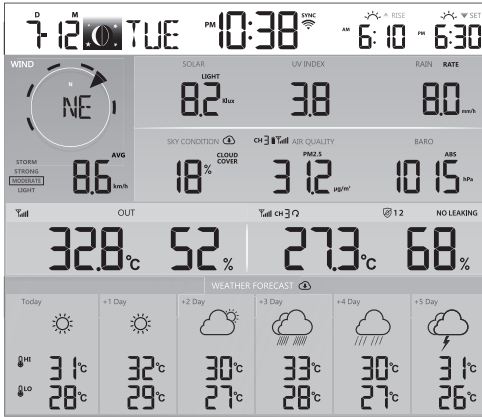 D M SYNC RISE SET
7-12 TUE PM 10:38 AM 6:10 PM 6:30
WIND SOLAR UV INDEX RAIN RATE
N LIGHT
NE 8.2 Klux 3.8 8.0 mm/h
SKY CONDITION CH 3 AIR QUALITY BARO
AVG CLOUD COVER PM2.5 ABS
STORM
STRONG
MODERATE
LIGHT
8.6 km/h 18 % 31.2 µg/m³ 1015 hPa
OUT CH 3 1 2 NO LEAKING
32.8 °C 52 % 27.3 °C 68 %
WEATHER FORECAST
Today +1 Day +2 Day +3 Day +4 Day +5 Day
HI 31°C 32°C 30°C 33°C 30°C 31°C
LO 28°C 29°C 27°C 28°C 27°C 26°C